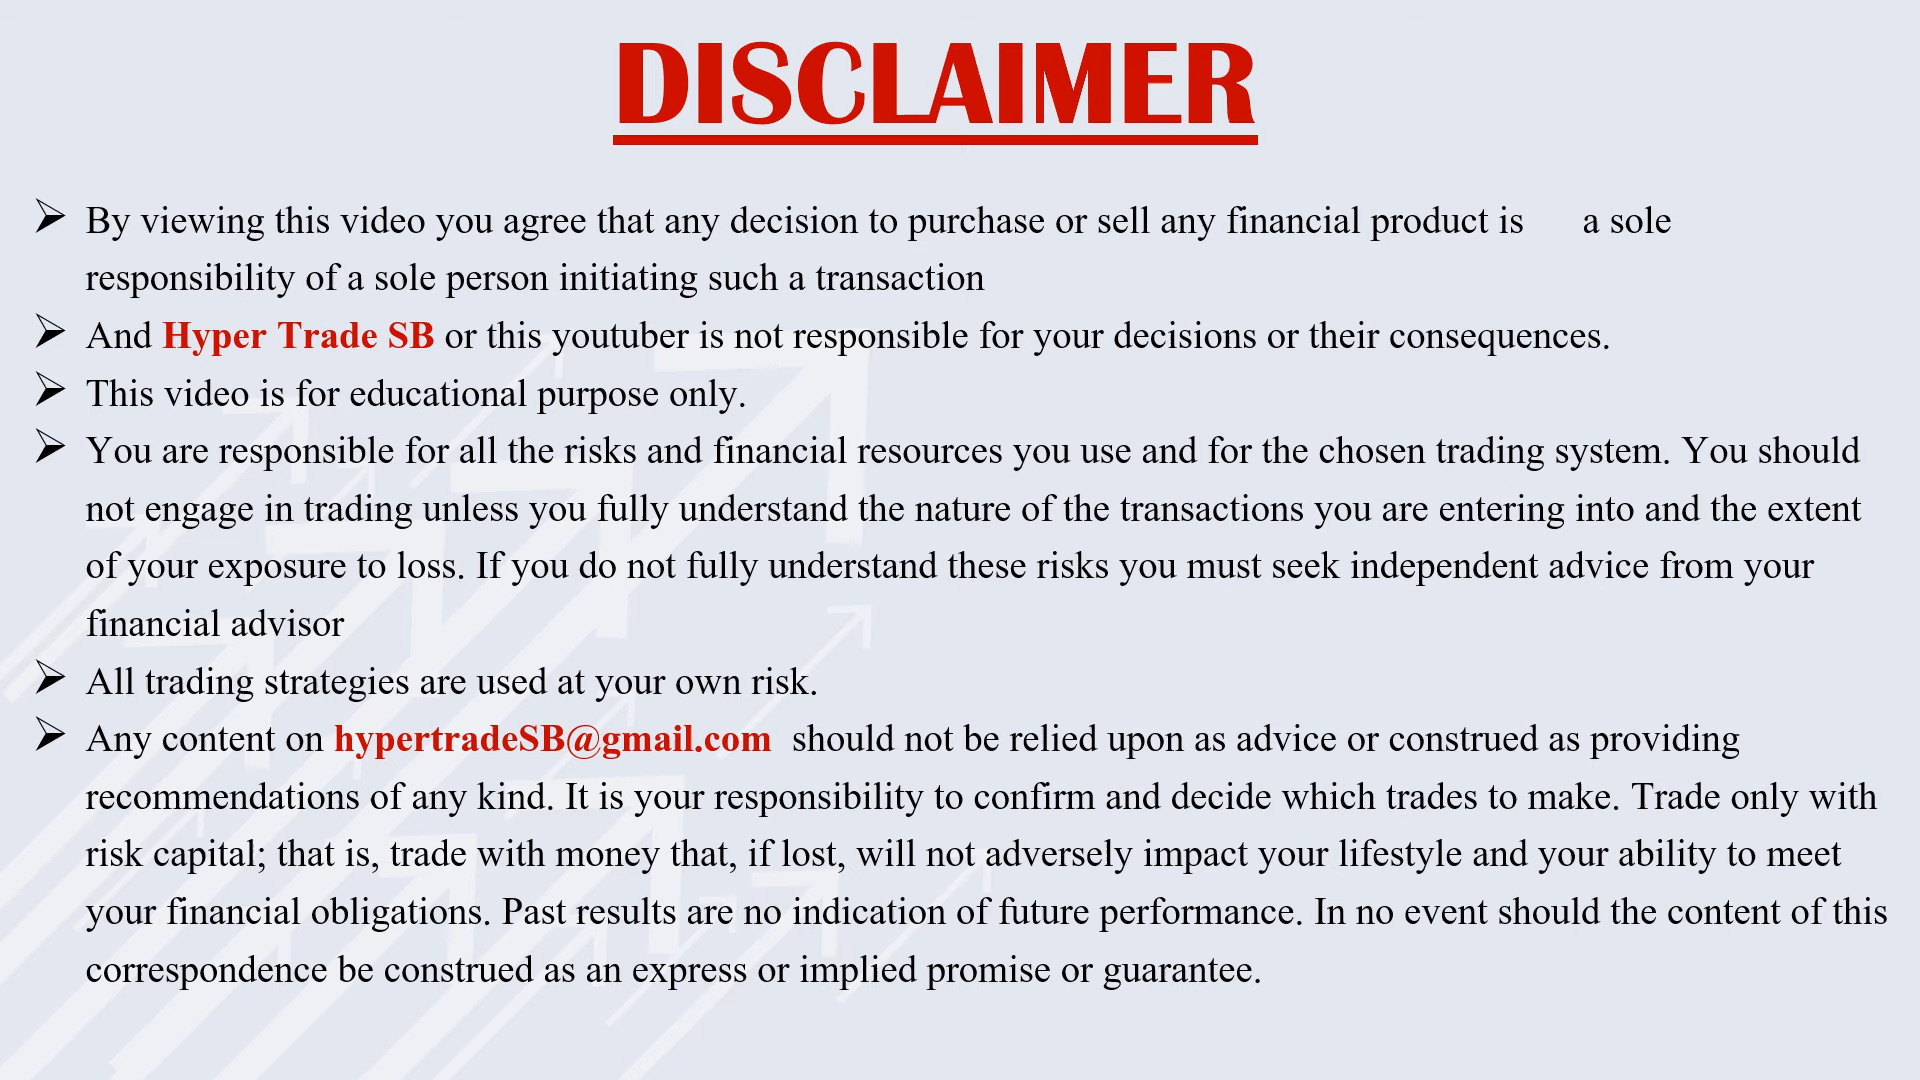 DISCLAIMER
➢ By viewing this video you agree that any decision to purchase or sell any financial product is a sole
responsibility of a sole person initiating such a transaction
➢ And Hyper Trade SB or this youtuber is not responsible for your decisions or their consequences.
➢ This video is for educational purpose only.
➢ You are responsible for all the risks and financial resources you use and for the chosen trading system. You should
not engage in trading unless you fully understand the nature of the transactions you are entering into and the extent
of your exposure to loss. If you do not fully understand these risks you must seek independent advice from your
financial advisor
➢ All trading strategies are used at your own risk.
➢ Any content on hypertradeSB@gmail.com should not be relied upon as advice or construed as providing
recommendations of any kind. It is your responsibility to confirm and decide which trades to make. Trade only with
risk capital; that is, trade with money that, if lost, will not adversely impact your lifestyle and your ability to meet
your financial obligations. Past results are no indication of future performance. In no event should the content of this
correspondence be construed as an express or implied promise or guarantee.